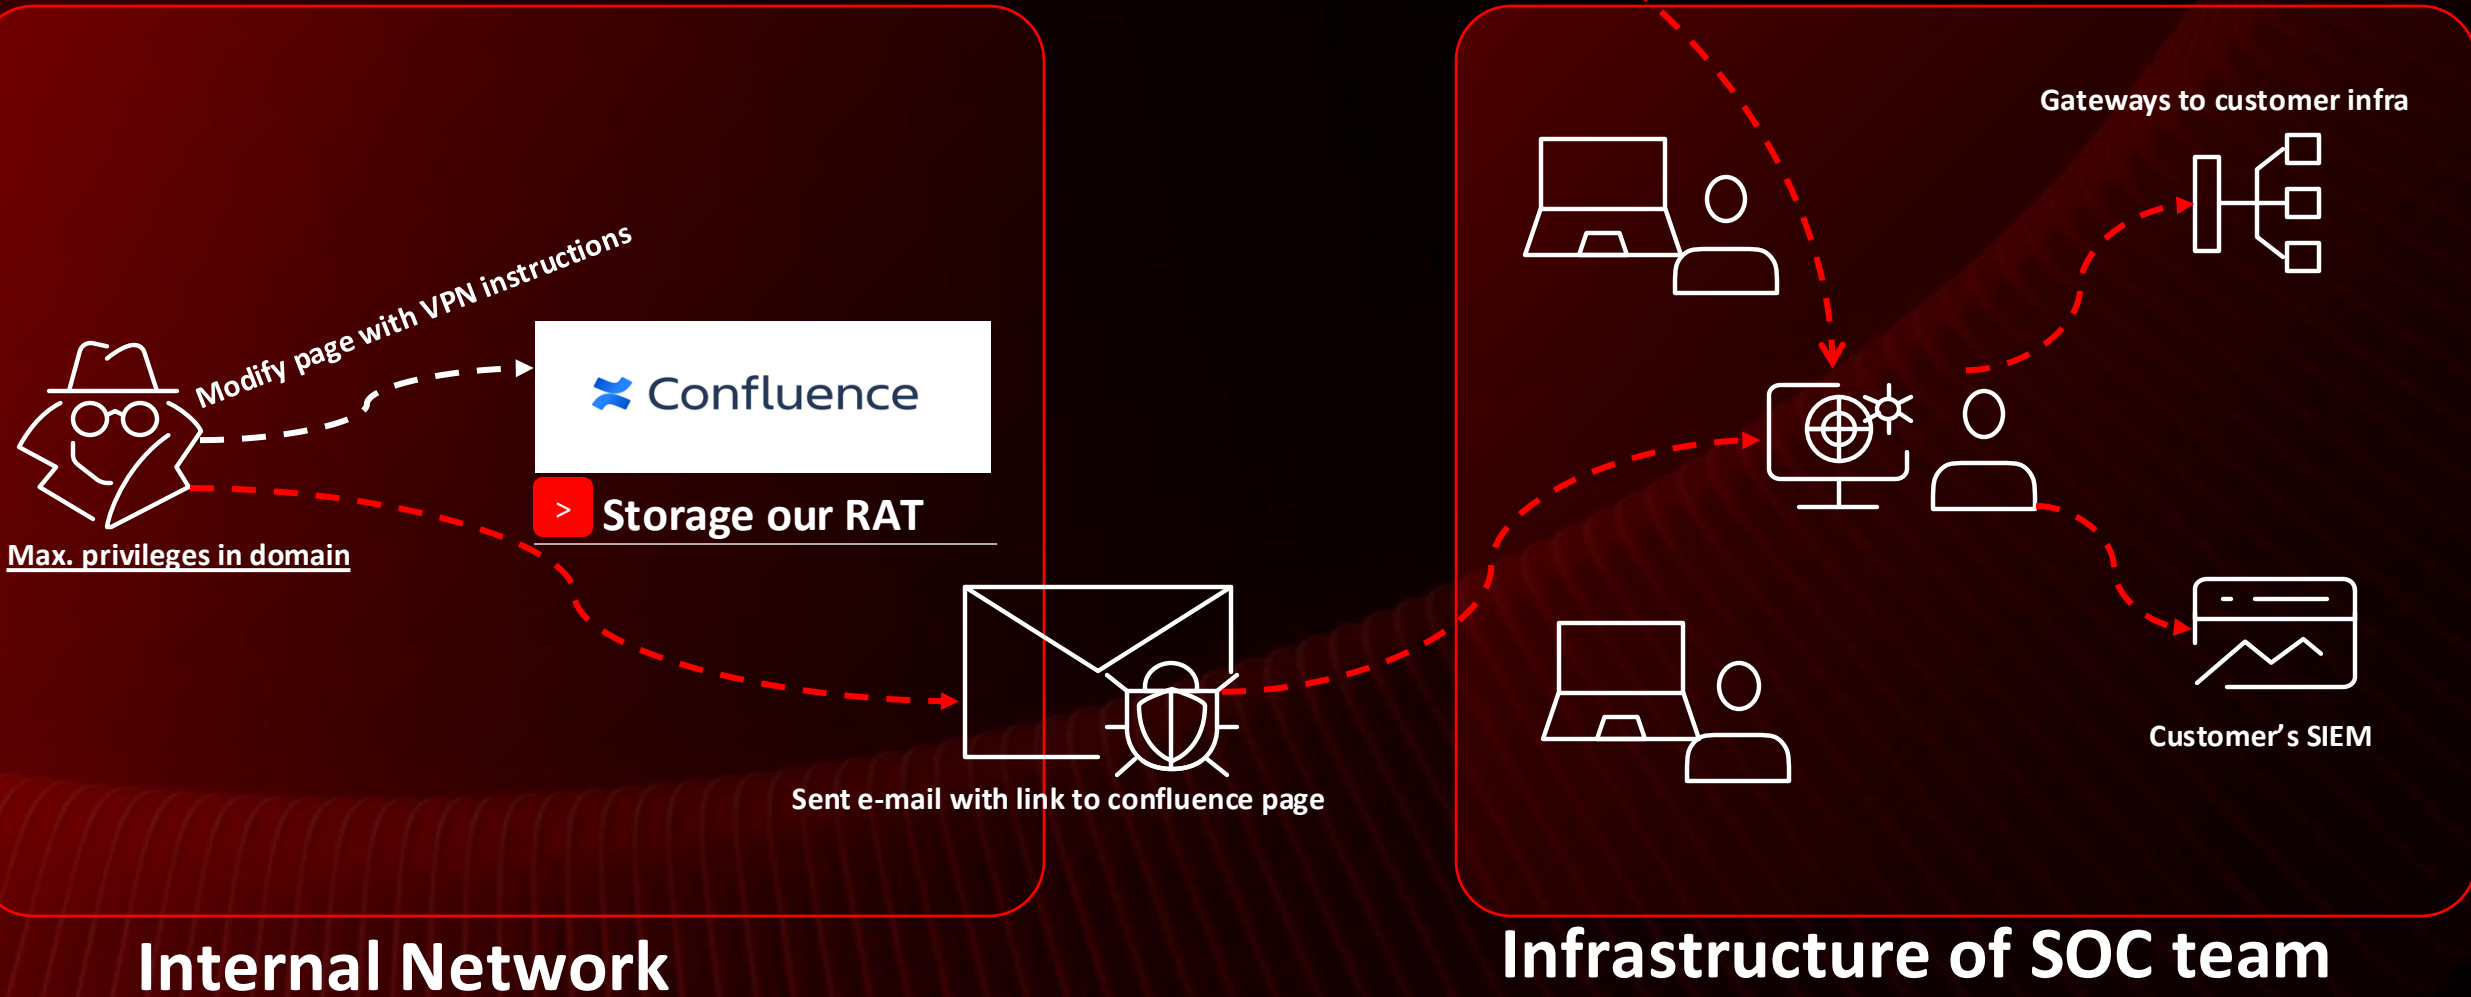 Gateways to customer infra
Modify page with VPN instructions
Confluence
> Storage our RAT
Max. privileges in domain
Customer’s SIEM
Sent e-mail with link to confluence page
Internal Network
Infrastructure of SOC team